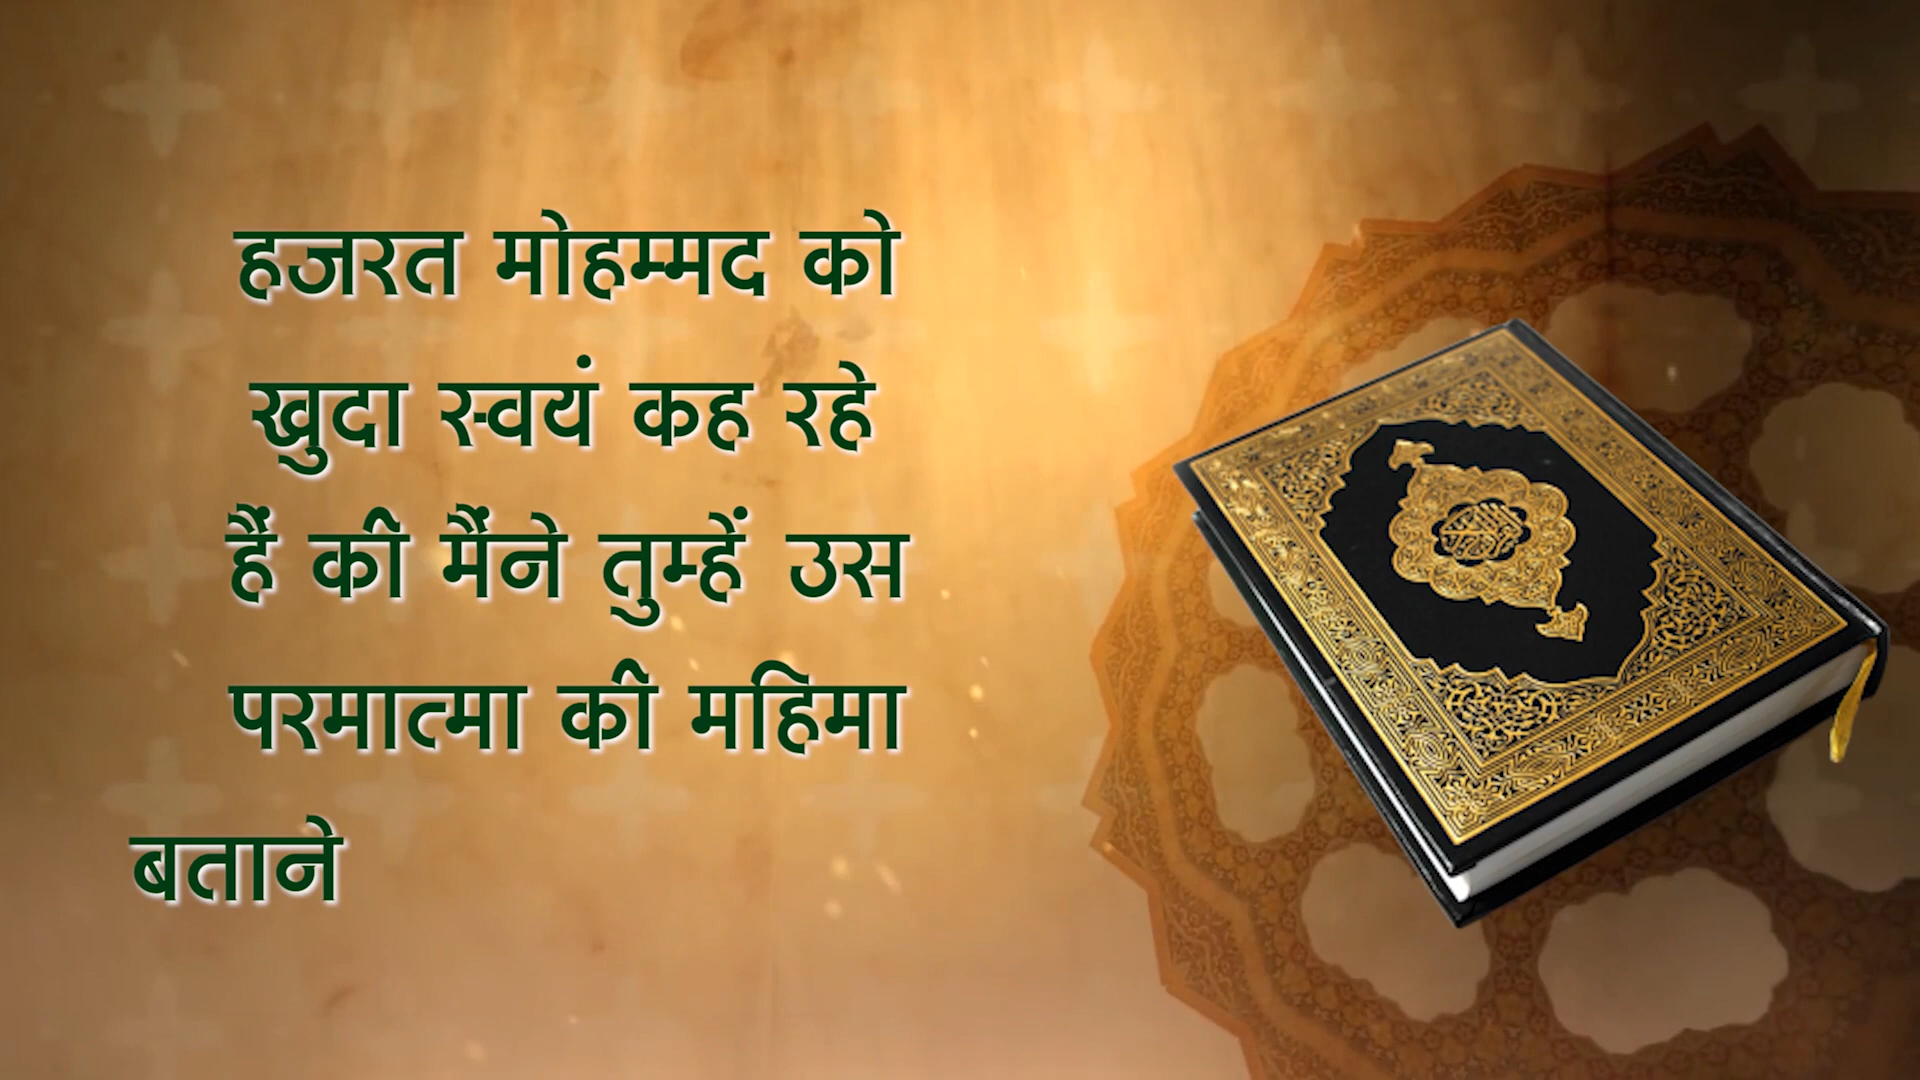 हजरत मोहम्मद को
खुदा स्वयं कह रहे
हैं की मैंने तुम्हें उस
परमात्मा की महिमा
बताने